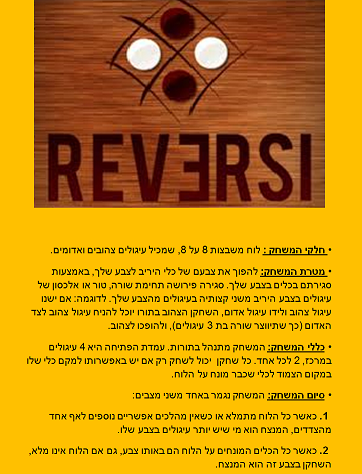 REVERSI
• חלקי המשחק : לוח משבצות 8 על 8, שמכיל עיגולים צהובים ואדומים.
• מטרת המשחק: להפוך את צבעם של כלי היריב לצבע שלך, באמצעות
סגירתם בכלים בצבע שלך. סגירה פירושה תחימת שורה, טור או אלכסון של
עיגולים בצבע היריב משני קצותיה בעיגולים מהצבע שלך. לדוגמה: אם ישנו
עיגול צהוב ולידו עיגול אדום, השחקן הצהוב בתורו יוכל להניח עיגול צהוב לצד
האדום (כך שתיווצר שורה בת 3 עיגולים), ולהופכו לצהוב.
• כללי המשחק: המשחק מתנהל בתורות. עמדת הפתיחה היא 4 עיגולים
במרכז, 2 לכל אחד. כל שחקן יכול לשחק רק אם יש באפשרותו למקם כלי שלו
במקום הצמוד לכלי שכבר מונח על הלוח.
• סיום המשחק: המשחק נגמר באחד משני מצבים:
1. כאשר כל הלוח מתמלא או כשאין מהלכים אפשריים נוספים לאף אחד
מהצדדים, המנצח הוא מי שיש יותר עיגולים בצבע שלו.
2. כאשר כל הכלים המונחים על הלוח הם באותו צבע, גם אם הלוח אינו מלא,
השחקן בצבע זה הוא המנצח.